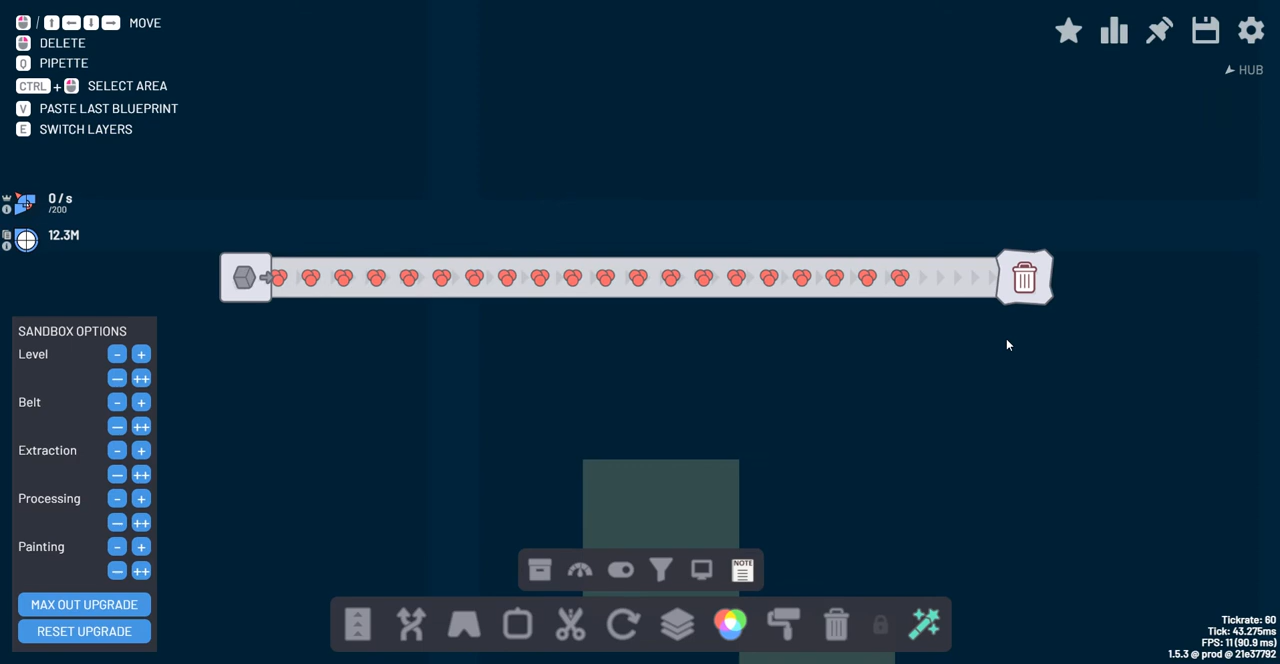 / ↑ ← ↓ → MOVE
DELETE
Q PIPETTE
CTRL + SELECT AREA
V PASTE LAST BLUEPRINT
E SWITCH LAYERS
HUB
0 / s
/200
12.3M
SANDBOX OPTIONS
Level - +
-- ++
Belt - +
-- ++
Extraction - +
-- ++
Processing - +
-- ++
Painting - +
-- ++
MAX OUT UPGRADE
RESET UPGRADE
NOTE
Tickrate: 60
Tick: 43.275ms
FPS: 11 (90.9 ms)
1.5.3 @ prod @ 21e37792